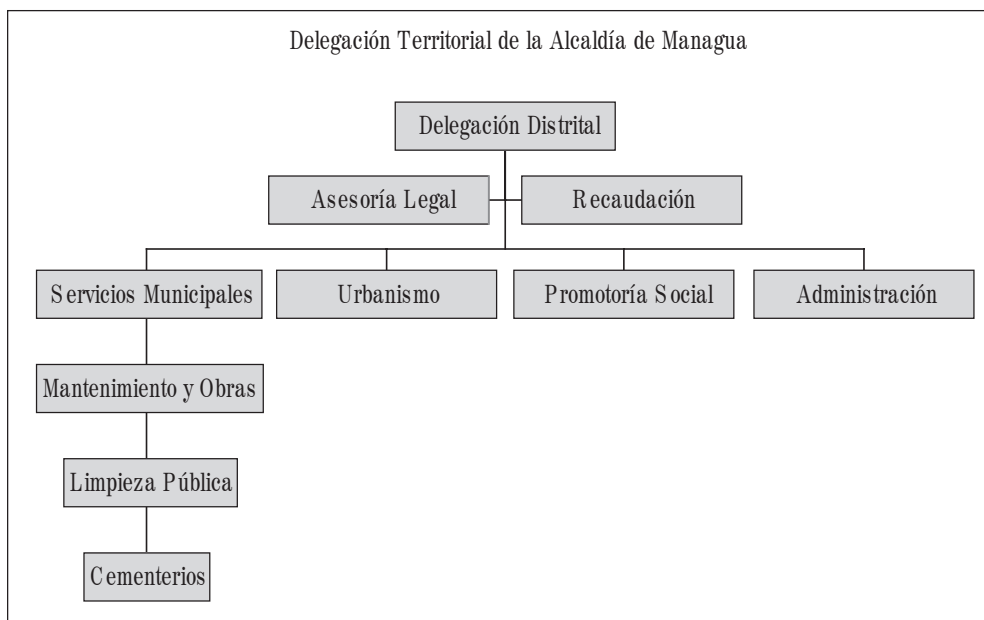 Delegación Territorial de la Alcaldía de Managua
Delegación Distrital
Asesoría Legal
Recaudación
Servicios Municipales
Urbanismo
Promotoría Social
Administración
Mantenimiento y Obras
Limpieza Pública
Cementerios